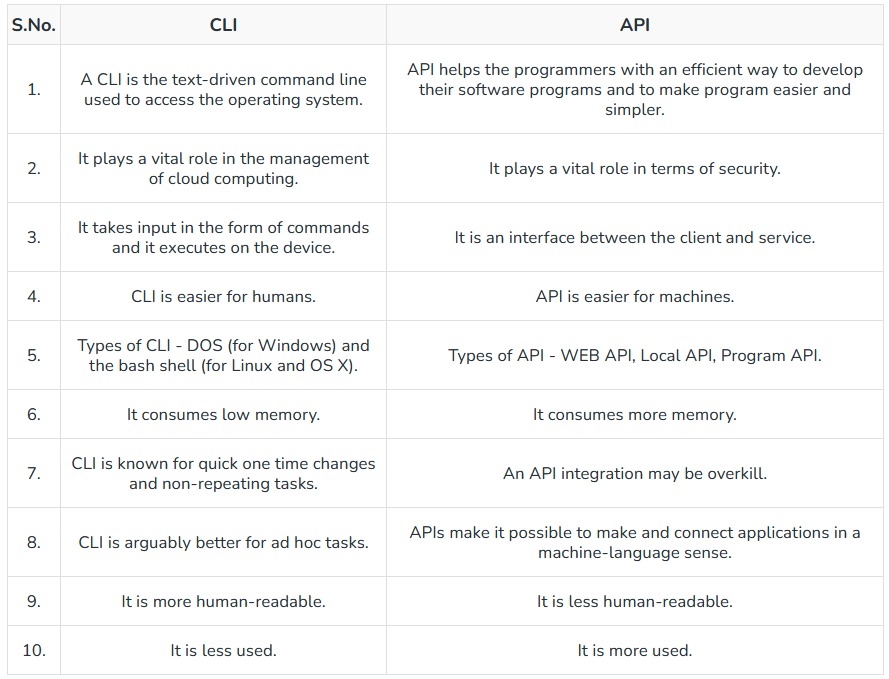 S.No. CLI API
A CLI is the text-driven command line
used to access the operating system.
API helps the programmers with an efficient way to develop
their software programs and to make program easier and
simpler.
1.
It plays a vital role in the management
of cloud computing.
2.
It plays a vital role in terms of security.
It takes input in the form of commands
and it executes on the device.
3.
It is an interface between the client and service.
4. CLI is easier for humans. API is easier for machines.
5.
Types of CLI - DOS (for Windows) and
the bash shell (for Linux and OS X).
Types of API - WEB API, Local API, Program API.
6. It consumes low memory. It consumes more memory.
7.
CLI is known for quick one time changes
and non-repeating tasks.
An API integration may be overkill.
8.
CLI is arguably better for ad hoc tasks.
APIs make it possible to make and connect applications in a
machine-language sense.
9. It is more human-readable. It is less human-readable.
10. It is less used. It is more used.